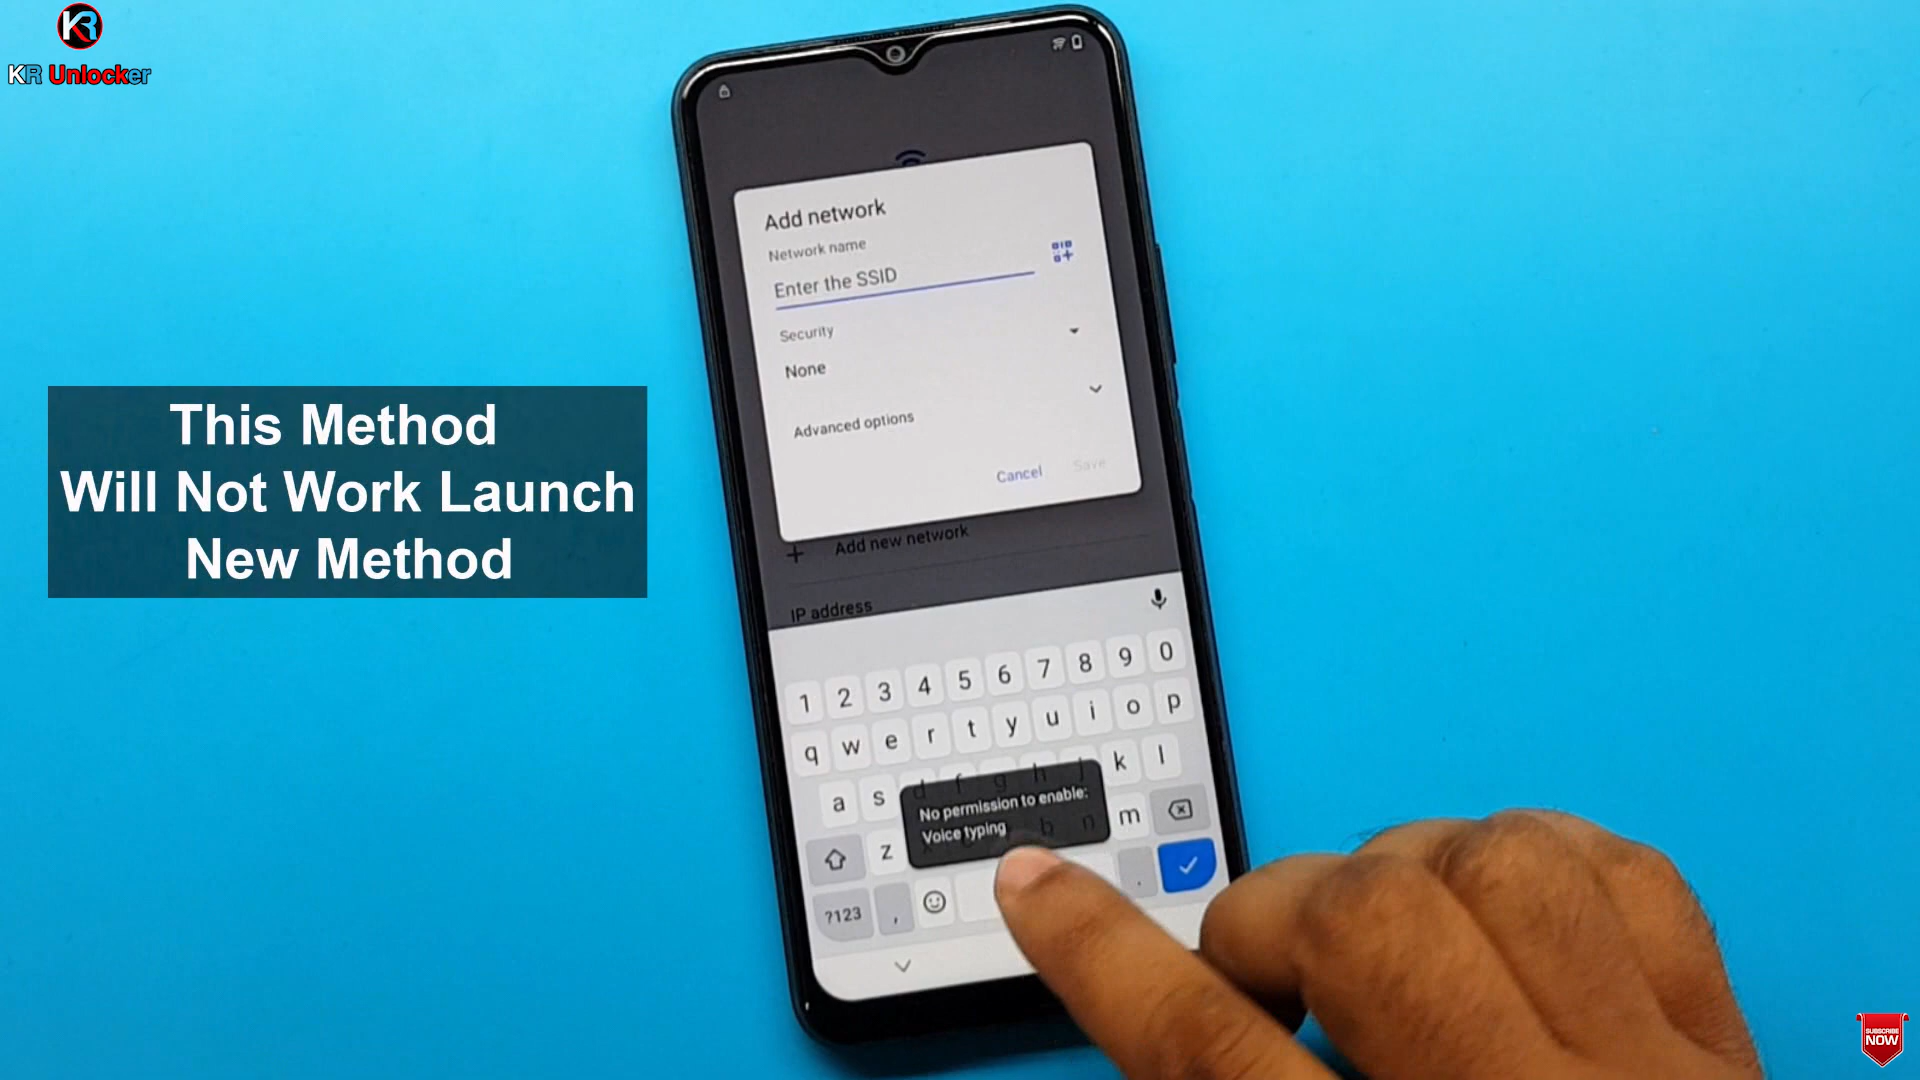 KR
KR Unlocker
This Method
Will Not Work Launch
New Method
Add network
Network name
Enter the SSID
Security
None
Advanced options
Cancel
Save
Add new network
IP address
1 2 3 4 5 6 7 8 9 0
q w e r t y u i o p
a s d f g h j k l
No permission to enable:
Voice typing
z b n m
?123 , .
SUBSCRIBE
NOW